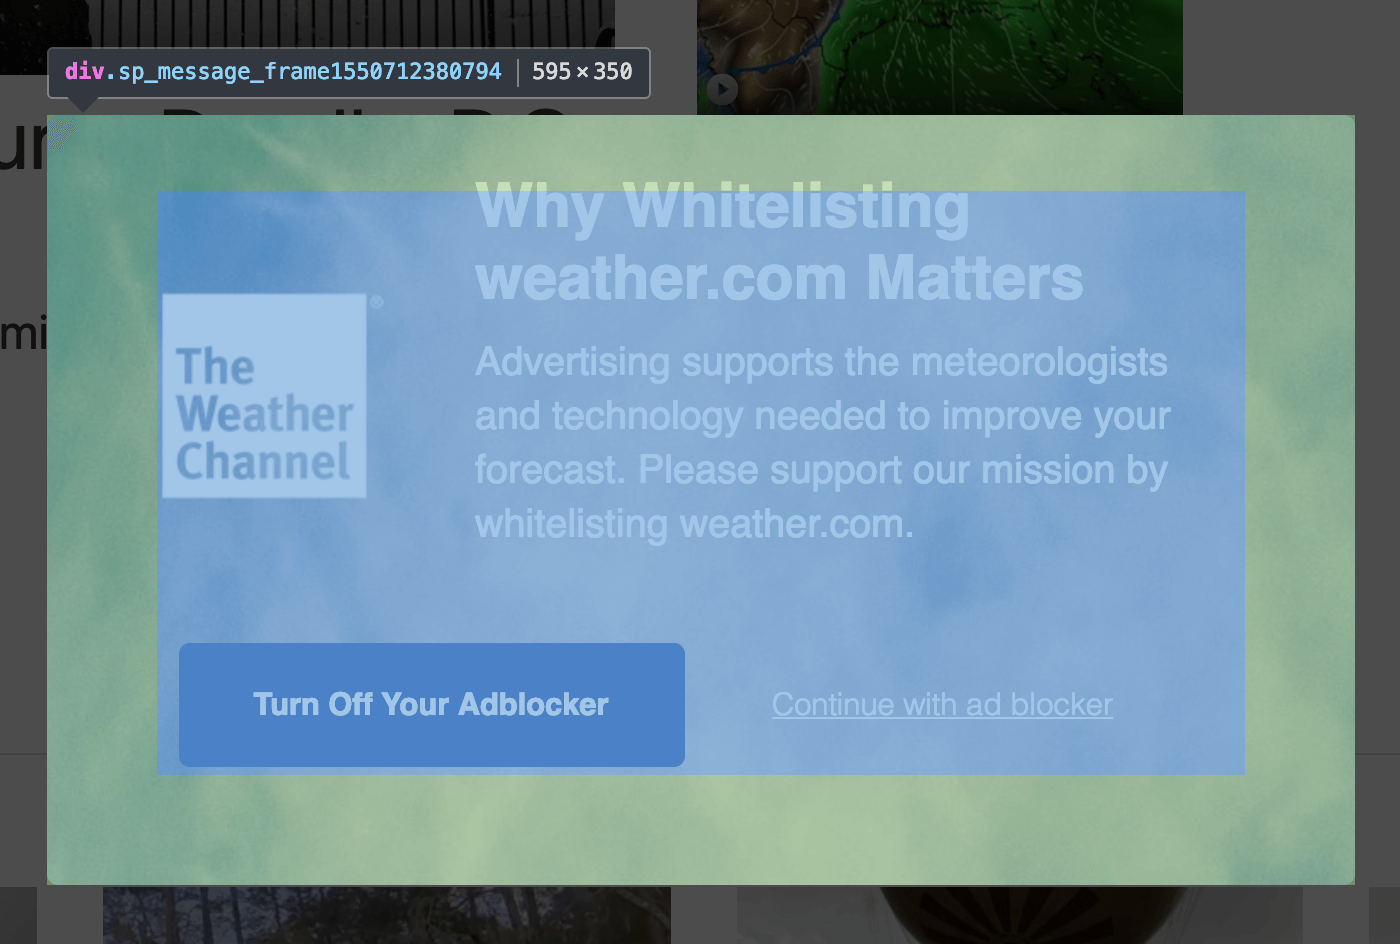 div.sp_message_frame1550712380794 | 595 × 350
mi
Why Whitelisting
weather.com Matters
®
The
Weather
Channel
Advertising supports the meteorologists
and technology needed to improve your
forecast. Please support our mission by
whitelisting weather.com.
Turn Off Your Adblocker
Continue with ad blocker